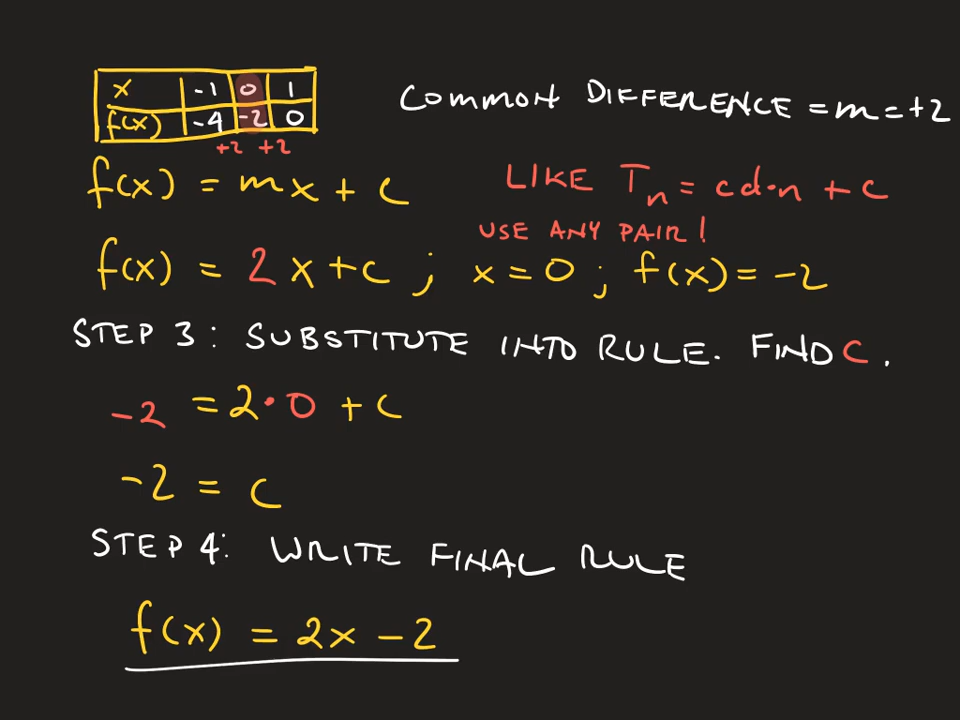 x -1 0 1
f(x) -4 -2 0
+2 +2
COMMON DIFFERENCE = m = +2
f(x) = mx + c
LIKE Tn = cd·n + c
USE ANY PAIR!
f(x) = 2x + c ; x = 0 ; f(x) = -2
STEP 3: SUBSTITUTE INTO RULE. FIND C.
-2 = 2·0 + c
-2 = c
STEP 4: WRITE FINAL RULE
f(x) = 2x - 2